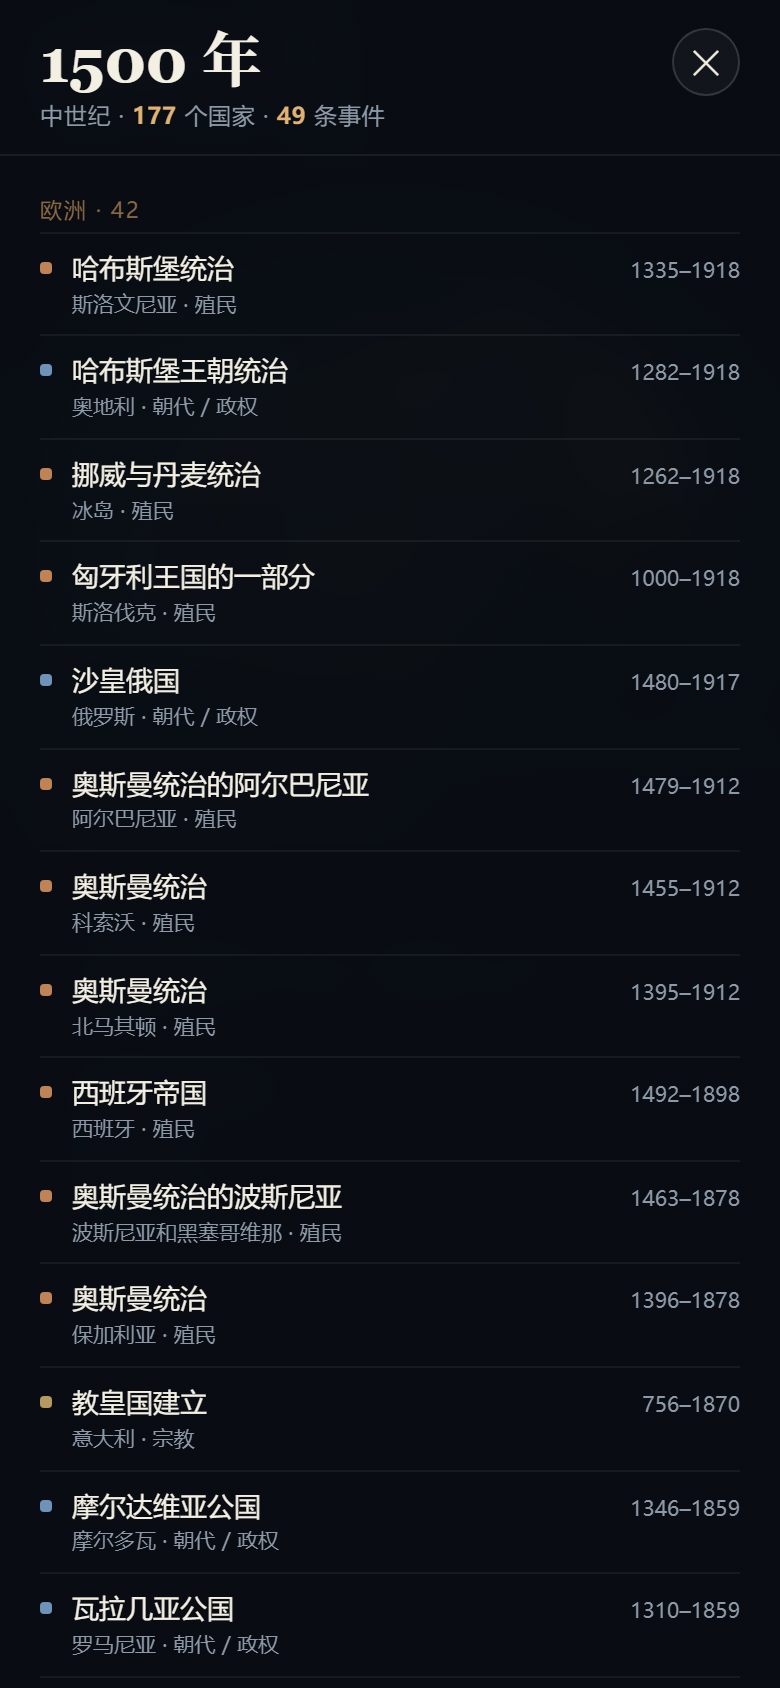 1500 年
中世纪 · 177 个国家 · 49 条事件
欧洲 · 42
哈布斯堡统治 1335–1918
斯洛文尼亚 · 殖民
哈布斯堡王朝统治 1282–1918
奥地利 · 朝代 / 政权
挪威与丹麦统治 1262–1918
冰岛 · 殖民
匈牙利王国的一部分 1000–1918
斯洛伐克 · 殖民
沙皇俄国 1480–1917
俄罗斯 · 朝代 / 政权
奥斯曼统治的阿尔巴尼亚 1479–1912
阿尔巴尼亚 · 殖民
奥斯曼统治 1455–1912
科索沃 · 殖民
奥斯曼统治 1395–1912
北马其顿 · 殖民
西班牙帝国 1492–1898
西班牙 · 殖民
奥斯曼统治的波斯尼亚 1463–1878
波斯尼亚和黑塞哥维那 · 殖民
奥斯曼统治 1396–1878
保加利亚 · 殖民
教皇国建立 756–1870
意大利 · 宗教
摩尔达维亚公国 1346–1859
摩尔多瓦 · 朝代 / 政权
瓦拉几亚公国 1310–1859
罗马尼亚 · 朝代 / 政权